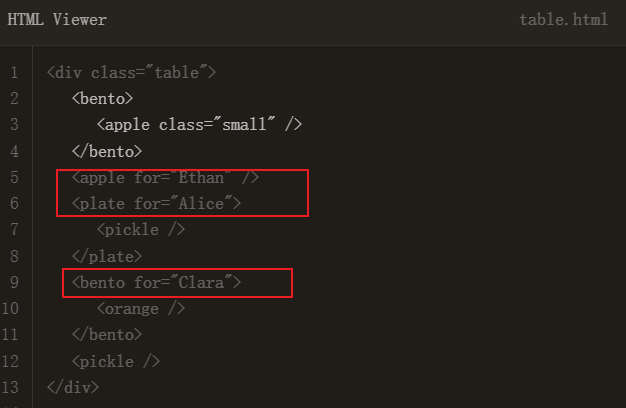 HTML Viewer
table.html
1 <div class="table">
2 <bento>
3 <apple class="small" />
4 </bento>
5 <apple for="Ethan" />
6 <plate for="Alice">
7 <pickle />
8 </plate>
9 <bento for="Clara">
10 <orange />
11 </bento>
12 <pickle />
13 </div>